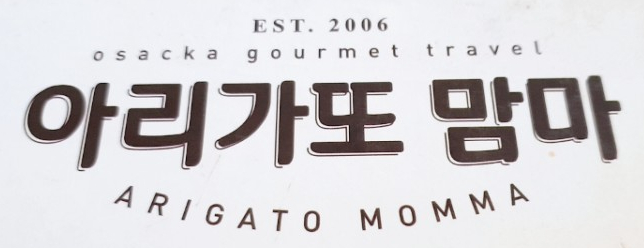 EST. 2006
osacka gourmet travel
아리가또 맘마
ARIGATO MOMMA